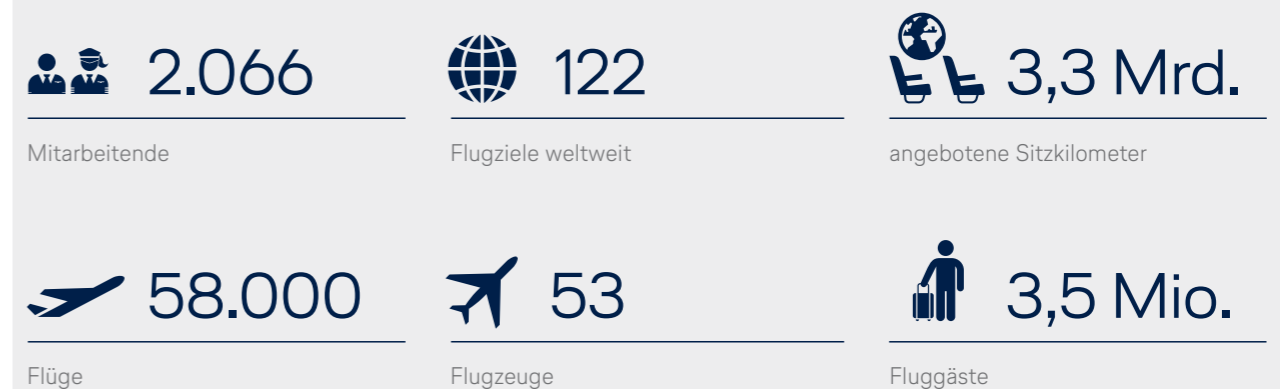 2.066
Mitarbeitende
122
Flugziele weltweit
3,3 Mrd.
angebotene Sitzkilometer
58.000
Flüge
53
Flugzeuge
3,5 Mio.
Fluggäste